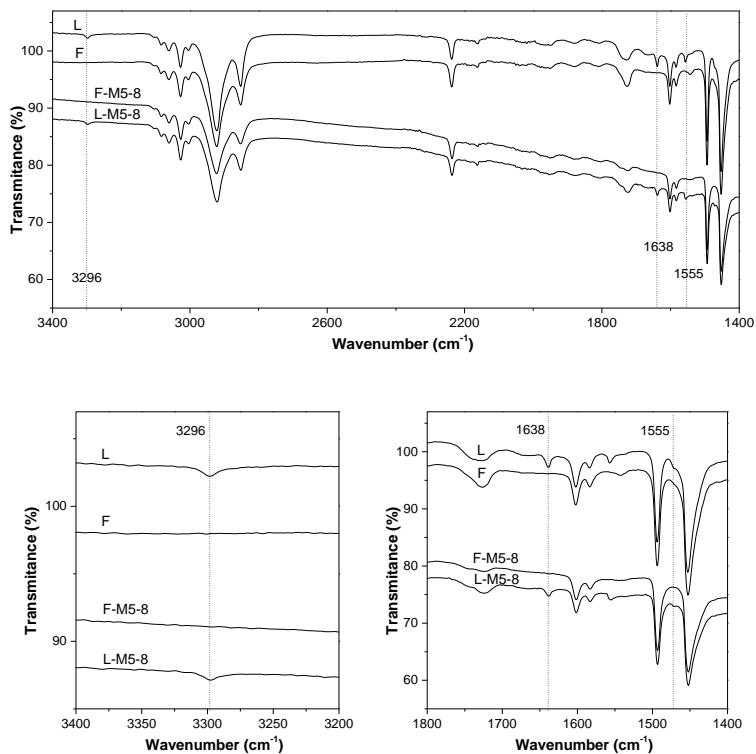 L
F
F-M5-8
L-M5-8
3296
1638
1555
100
90
80
70
60
Transmitance (%)
3400 3000 2600 2200 1800 1400
Wavenumber (cm-1)
3296
L
F
F-M5-8
L-M5-8
100
90
Transmitance (%)
3400 3350 3300 3250 3200
Wavenumber (cm-1)
1638
1555
L
F
F-M5-8
L-M5-8
100
90
80
70
60
Transmitance (%)
1800 1700 1600 1500 1400
Wavenumber (cm-1)